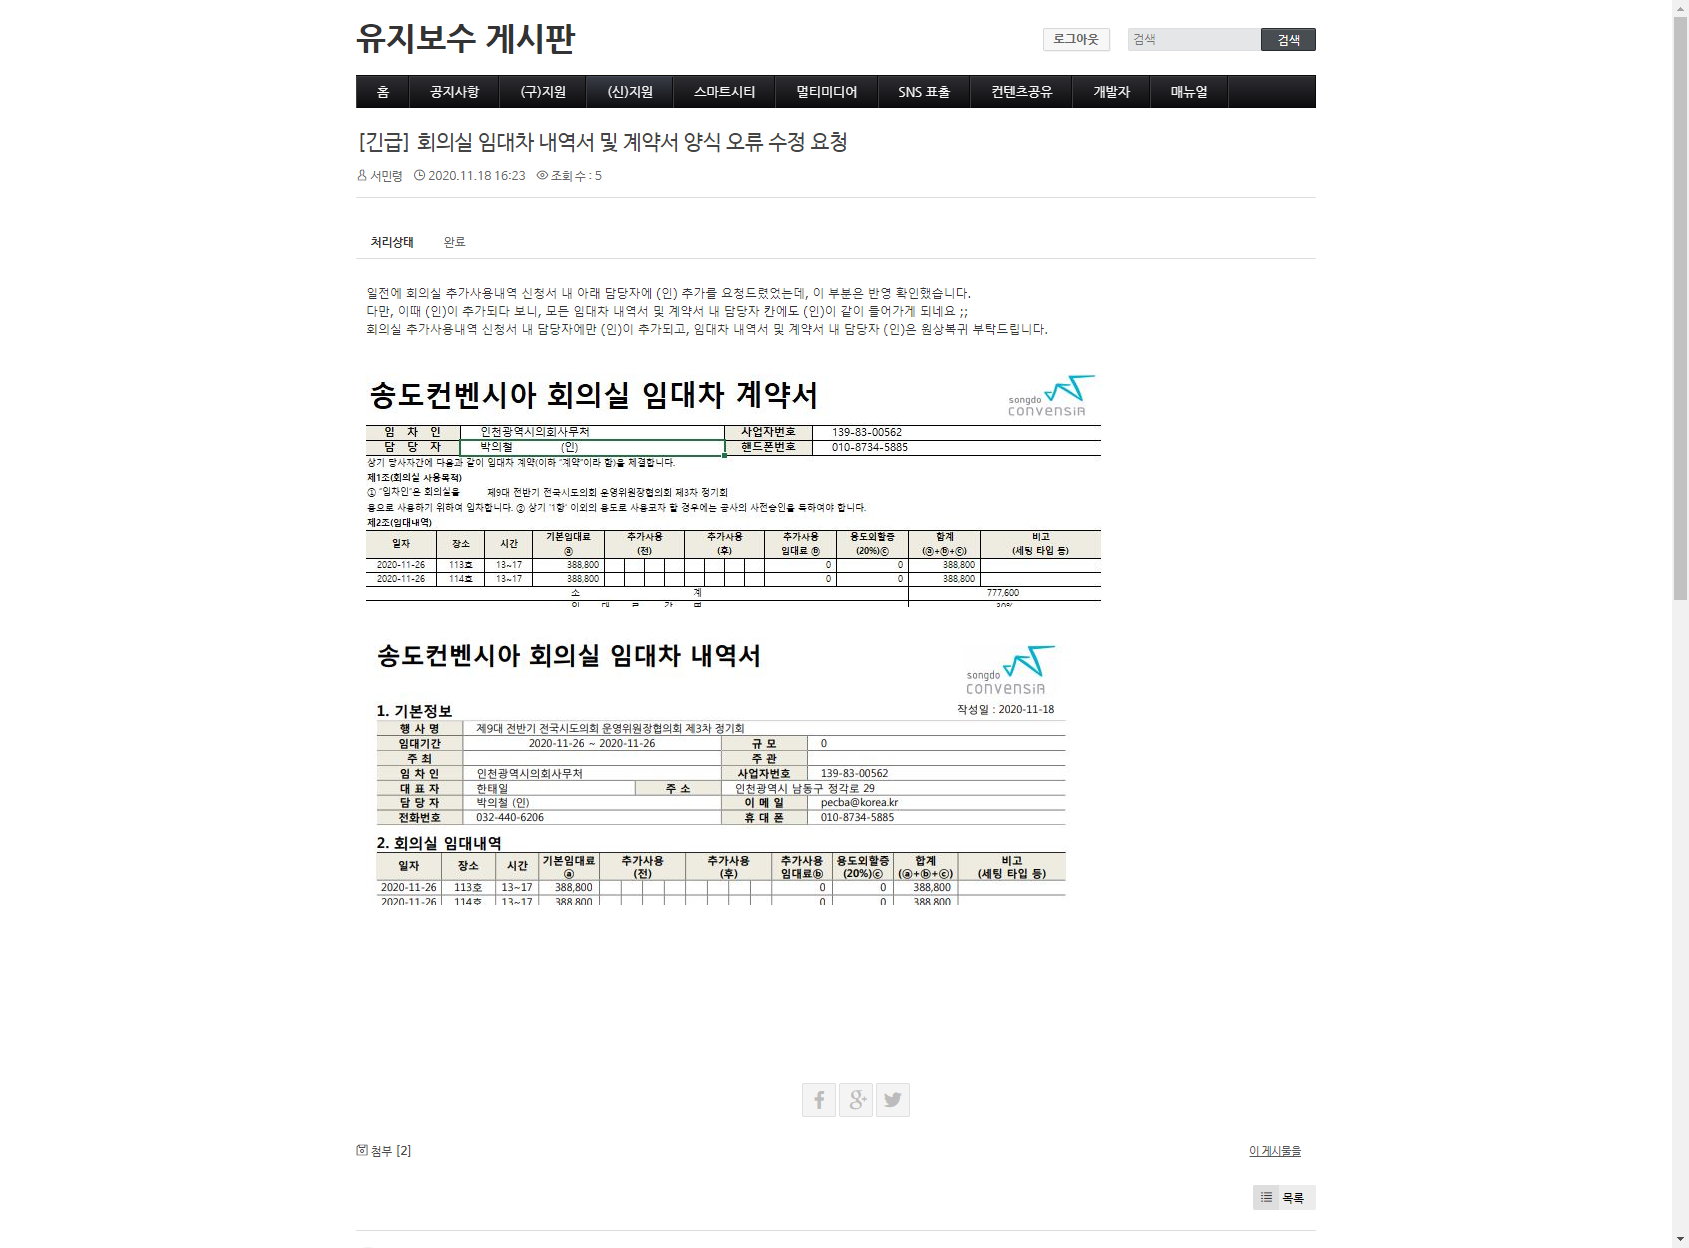 유지보수 게시판
로그아웃 검색 검색
홈 공지사항 (구)지원 (신)지원 스마트시티 멀티미디어 SNS 표출 컨텐츠공유 개발자 매뉴얼
[긴급] 회의실 임대차 내역서 및 계약서 양식 오류 수정 요청
서민령 2020.11.18 16:23 조회 수 : 5
처리상태 완료
일전에 회의실 추가사용내역 신청서 내 아래 담당자에 (인) 추가를 요청드렸었는데, 이 부분은 반영 확인했습니다.
다만, 이때 (인)이 추가되다 보니, 모든 임대차 내역서 및 계약서 내 담당자 칸에도 (인)이 같이 들어가게 되네요 ;;
회의실 추가사용내역 신청서 내 담당자에만 (인)이 추가되고, 임대차 내역서 및 계약서 내 담당자 (인)은 원상복귀 부탁드립니다.
송도컨벤시아 회의실 임대차 계약서
songdo
convensia
임 차 인 인천광역시의회사무처 사업자번호 139-83-00562
담 당 자 박의철 (인) 핸드폰번호 010-8734-5885
상기 당사자간에 다음과 같이 임대차 계약(이하 "계약"이라 함)을 체결합니다.
제1조(회의실 사용목적)
① "임차인"은 회의실을 제9대 전반기 전국시도의회 운영위원장협의회 제3차 정기회
용으로 사용하기 위하여 임차합니다. ② 상기 '1항' 이외의 용도로 사용코자 할 경우에는 공사의 사전승인을 득하여야 합니다.
제2조(임대내역)
일자 장소 시간 기본임대료 ⓐ 추가사용 (전) 추가사용 (후) 추가사용 임대료 ⓑ 용도외할증 (20%)ⓒ 합계 (ⓐ+ⓑ+ⓒ) 비고 (세팅 타입 등)
2020-11-26 113호 13~17 388,800 0 0 388,800
2020-11-26 114호 13~17 388,800 0 0 388,800
소 계 777,600
임 대 료 감 면 30%
송도컨벤시아 회의실 임대차 내역서
songdo
convensia
1. 기본정보 작성일 : 2020-11-18
행 사 명 제9대 전반기 전국시도의회 운영위원장협의회 제3차 정기회
임대기간 2020-11-26 ~ 2020-11-26 규 모 0
주 최 주 관
임 차 인 인천광역시의회사무처 사업자번호 139-83-00562
대 표 자 한태일 주 소 인천광역시 남동구 정각로 29
담 당 자 박의철 (인) 이 메 일 pecba@korea.kr
전화번호 032-440-6206 휴 대 폰 010-8734-5885
2. 회의실 임대내역
일자 장소 시간 기본임대료 ⓐ 추가사용 (전) 추가사용 (후) 추가사용 임대료ⓑ 용도외할증 (20%)ⓒ 합계 (ⓐ+ⓑ+ⓒ) 비고 (세팅 타입 등)
2020-11-26 113호 13~17 388,800 0 0 388,800
2020-11-26 114호 13~17 388,800 0 0 388,800
첨부 [2] 이 게시물을
목록